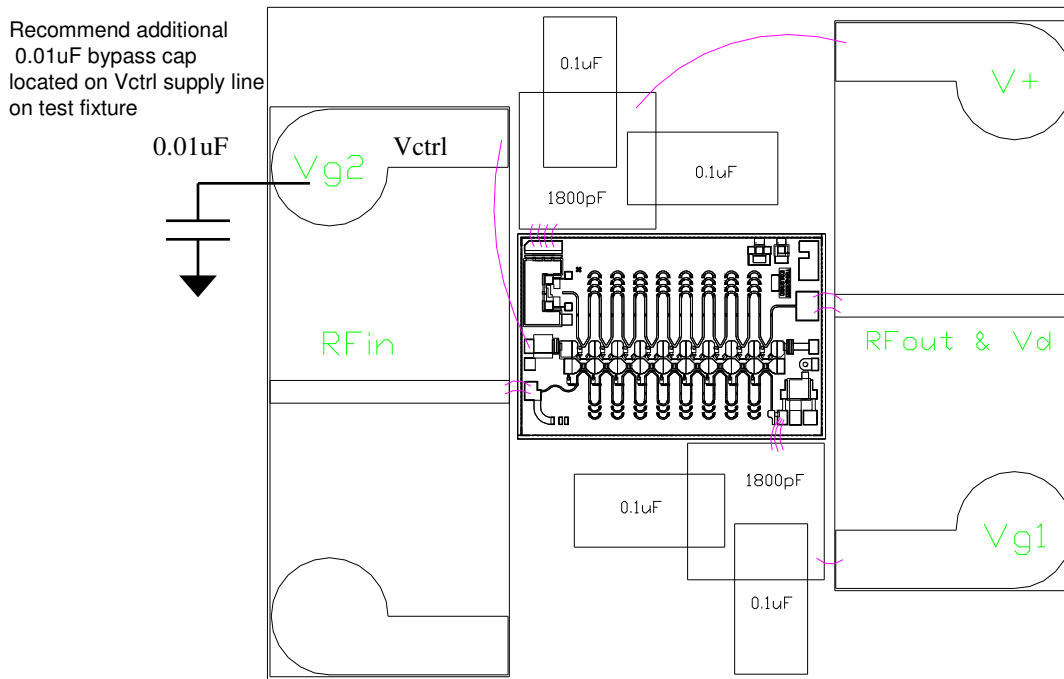 Recommend additional
0.01uF bypass cap
located on Vctrl supply line
on test fixture
0.01uF
Vg2
Vctrl
0.1uF
0.1uF
1800pF
V+
RFin
RFout & Vd
1800pF
0.1uF
0.1uF
Vg1